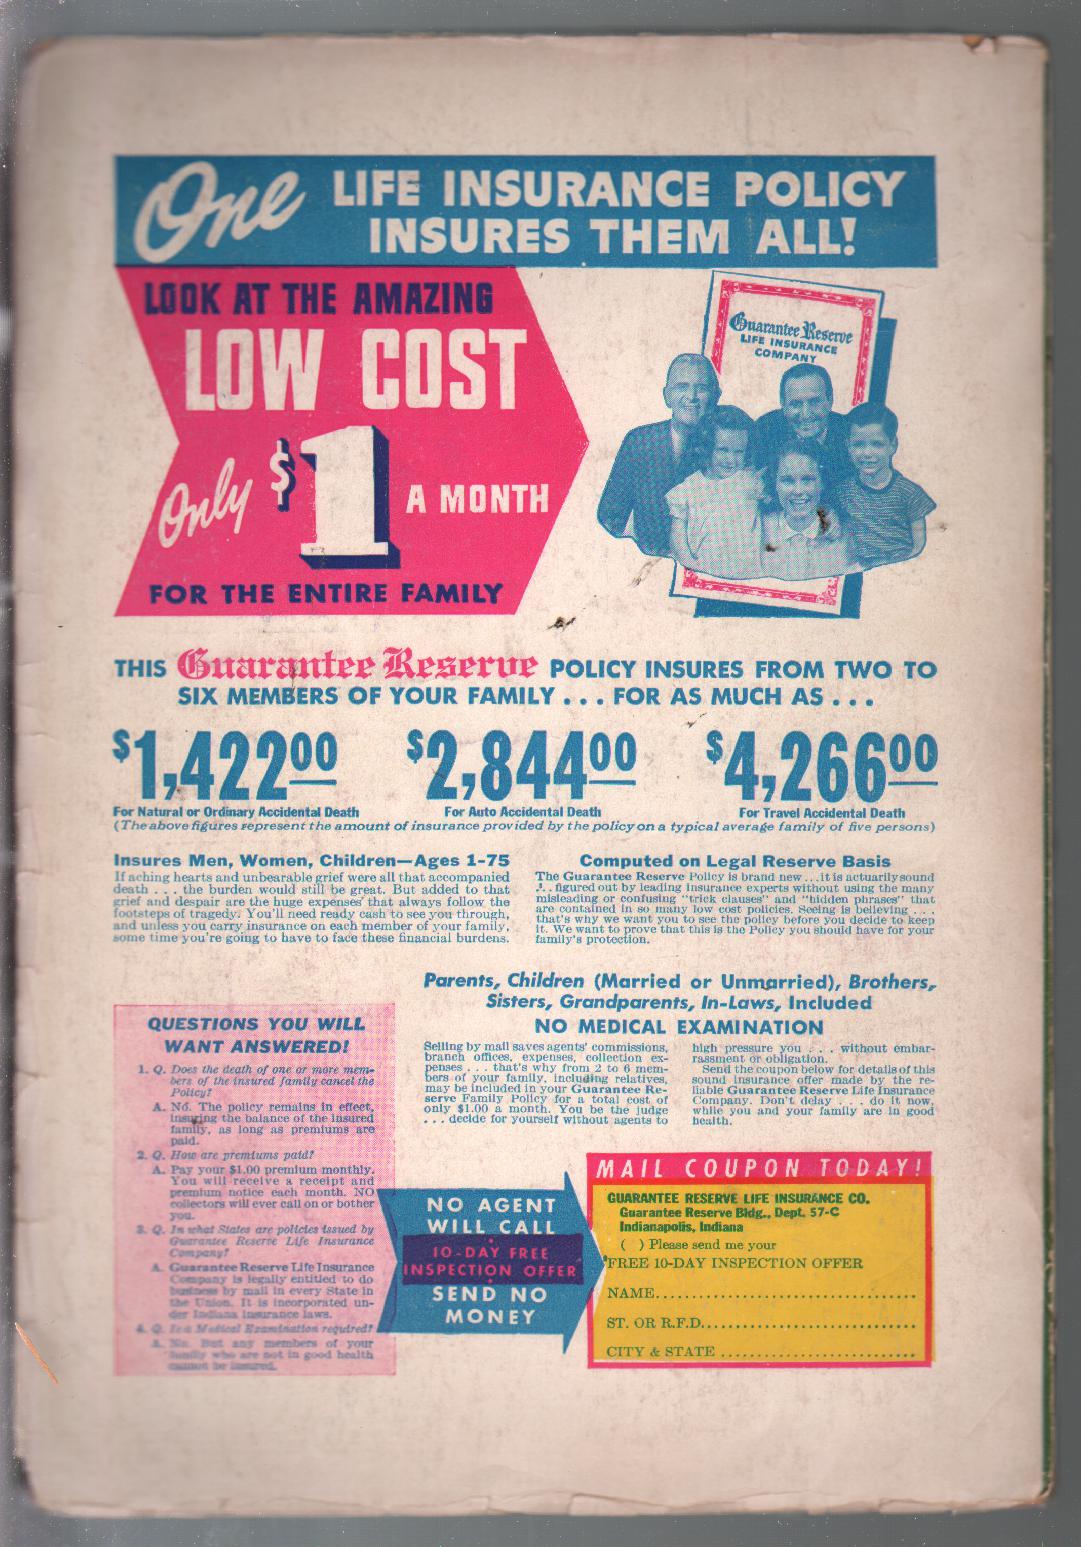 One LIFE INSURANCE POLICY
INSURES THEM ALL!
LOOK AT THE AMAZING
LOW COST
Only $1 A MONTH
FOR THE ENTIRE FAMILY
Guarantee Reserve
LIFE INSURANCE
COMPANY
THIS Guarantee Reserve POLICY INSURES FROM TWO TO
SIX MEMBERS OF YOUR FAMILY . . . FOR AS MUCH AS . . .
$1,422.00 $2,844.00 $4,266.00
For Natural or Ordinary Accidental Death For Auto Accidental Death For Travel Accidental Death
(The above figures represent the amount of insurance provided by the policy on a typical average family of five persons)
Insures Men, Women, Children—Ages 1-75
If aching hearts and unbearable grief were all that accompanied
death . . . the burden would still be great. But added to that
grief and despair are the huge expenses that always follow the
footsteps of tragedy. You'll need ready cash to see you through,
and unless you carry insurance on each member of your family,
some time you're going to have to face these financial burdens.
Computed on Legal Reserve Basis
The Guarantee Reserve Policy is brand new...it is actuarily sound
. . . figured out by leading insurance experts without using the many
misleading or confusing "trick clauses" and "hidden phrases" that
are contained in so many low cost policies. Seeing is believing . . .
that's why we want you to see the policy before you decide to keep
it. We want to prove that this is the Policy you should have for your
family's protection.
Parents, Children (Married or Unmarried), Brothers,
Sisters, Grandparents, In-Laws, Included
NO MEDICAL EXAMINATION
Selling by mail saves agents' commissions,
branch offices, expenses, collection ex-
penses . . . that's why from 2 to 6 mem-
bers of your family, including relatives,
may be included in your Guarantee Re-
serve Family Policy for a total cost of
only $1.00 a month. You be the judge
. . . decide for yourself without agents to
high pressure you . . . without embar-
rassment or obligation.
Send the coupon below for details of this
sound insurance offer made by the re-
liable Guarantee Reserve Life Insurance
Company. Don't delay . . . do it now,
while you and your family are in good
health.
QUESTIONS YOU WILL
WANT ANSWERED!
1. Q. Does the death of one or more mem-
bers of the insured family cancel the
Policy?
A. No. The policy remains in effect,
insuring the balance of the insured
family, as long as premiums are
paid.
2. Q. How are premiums paid?
A. Pay your $1.00 premium monthly.
You will receive a receipt and
premium notice each month. NO
collectors will ever call on or bother
you.
3. Q. In what States are policies issued by
Guarantee Reserve Life Insurance
Company?
A. Guarantee Reserve Life Insurance
Company is legally entitled to do
business by mail in every State in
the Union. It is incorporated un-
der Indiana insurance laws.
4. Q. Is a Medical Examination required?
A. No. But any members of your
family who are not in good health
cannot be insured.
NO AGENT
WILL CALL
10-DAY FREE
INSPECTION OFFER
SEND NO
MONEY
MAIL COUPON TODAY!
GUARANTEE RESERVE LIFE INSURANCE CO.
Guarantee Reserve Bldg., Dept. 57-C
Indianapolis, Indiana
( ) Please send me your
FREE 10-DAY INSPECTION OFFER
NAME
ST. OR R.F.D.
CITY & STATE